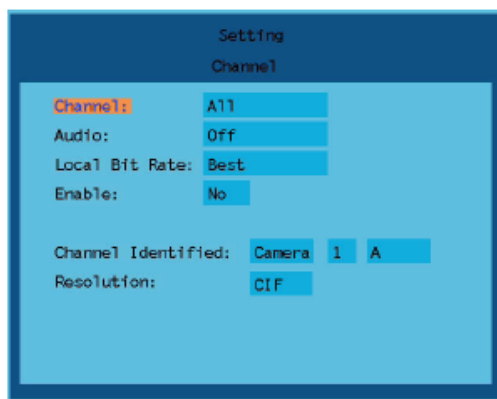 Setting
Channel
Channel: All
Audio: Off
Local Bit Rate: Best
Enable: No
Channel Identified: Camera 1 A
Resolution: CIF